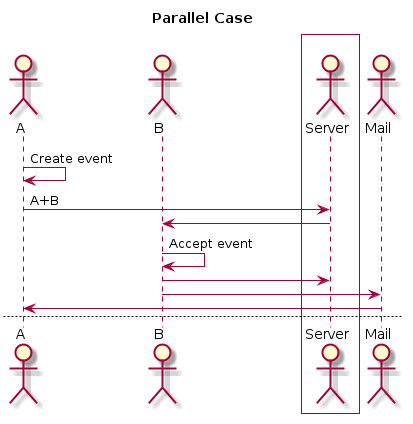 Parallel Case
A B Server Mail
Create event
A+B
Accept event
A B Server Mail